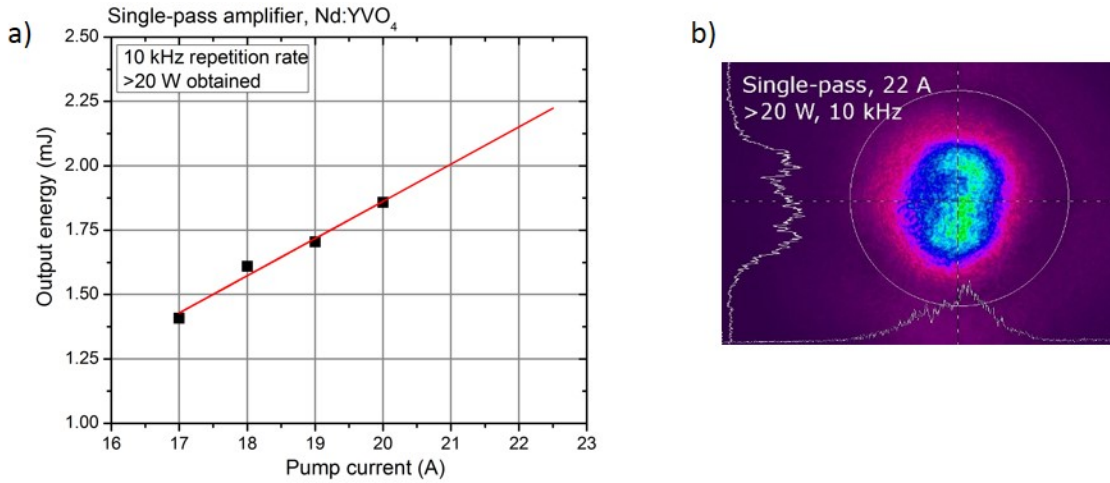 a)
Single-pass amplifier, Nd:YVO₄
2.50
2.25
2.00
1.75
1.50
1.25
1.00
Output energy (mJ)
10 kHz repetition rate
>20 W obtained
16 17 18 19 20 21 22 23
Pump current (A)
b)
Single-pass, 22 A
>20 W, 10 kHz